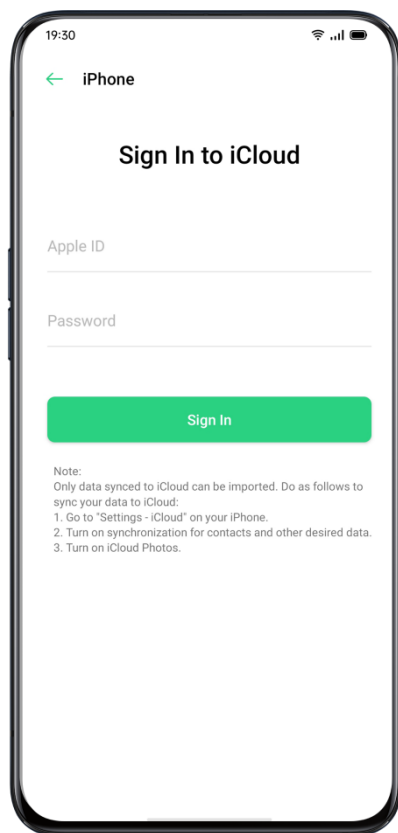 19:30
iPhone
Sign In to iCloud
Apple ID
Password
Sign In
Note:
Only data synced to iCloud can be imported. Do as follows to
sync your data to iCloud:
1. Go to "Settings - iCloud" on your iPhone.
2. Turn on synchronization for contacts and other desired data.
3. Turn on iCloud Photos.